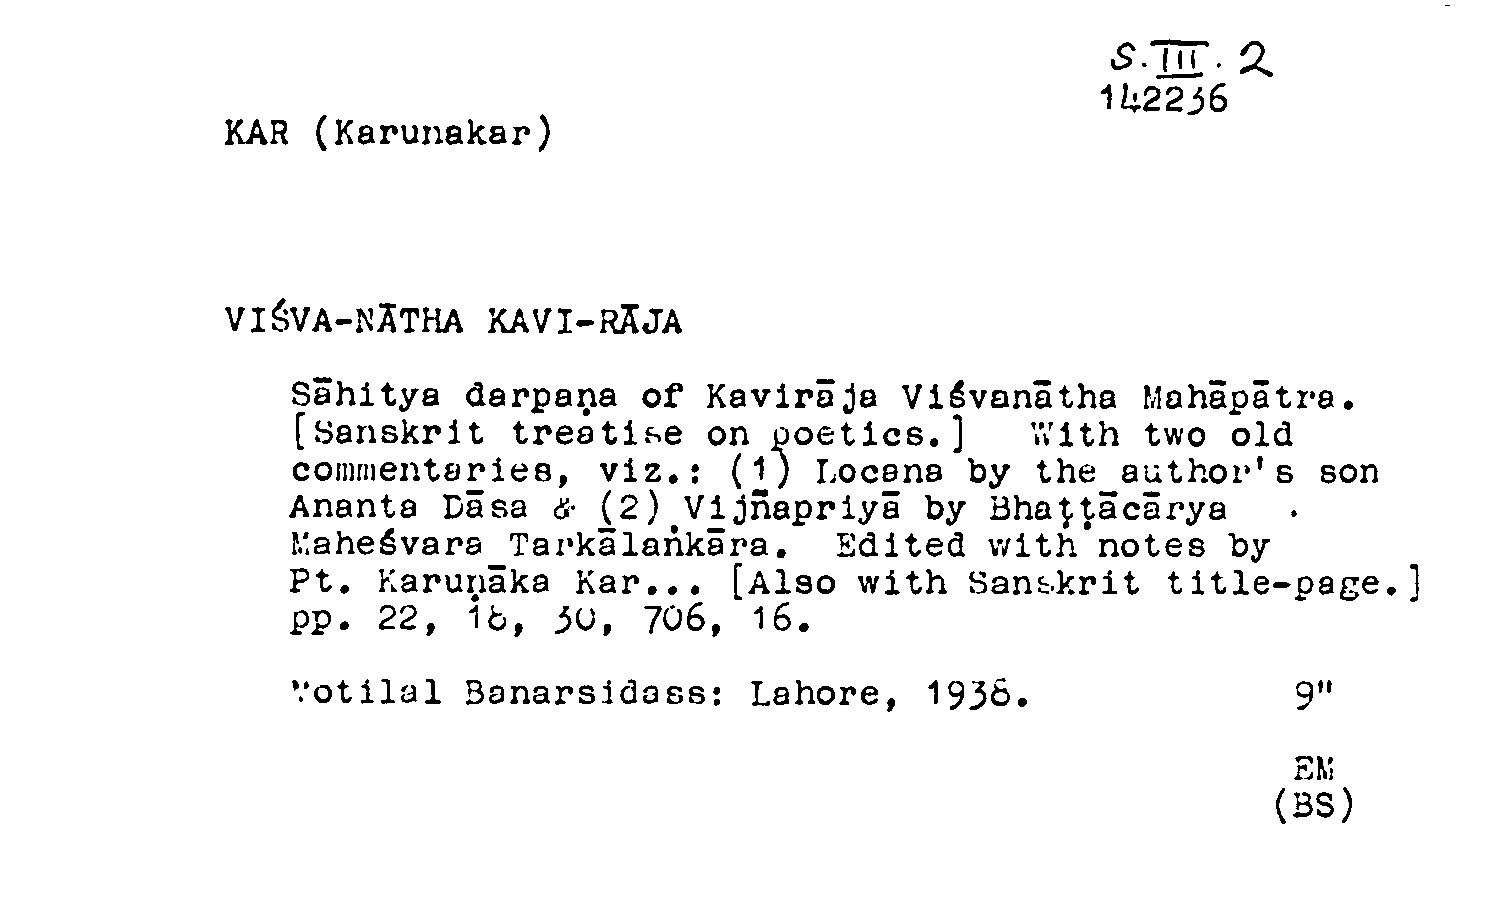 S.III.2
142236
KAR (Karunakar)
VIŚVA-NĀTHA KAVI-RĀJA
Sāhitya darpaṇa of Kavirāja Viśvanātha Mahāpātra.
[Sanskrit treatise on poetics.] With two old
commentaries, viz.: (1) Locana by the author's son
Ananta Dāsa & (2) Vijñapriyā by Bhaṭṭācārya
Maheśvara Tarkālaṅkāra. Edited with notes by
Pt. Karuṇāka Kar... [Also with Sanskrit title-page.]
pp. 22, 18, 30, 706, 16.
Motilal Banarsidass: Lahore, 1938. 9"
EM
(BS)